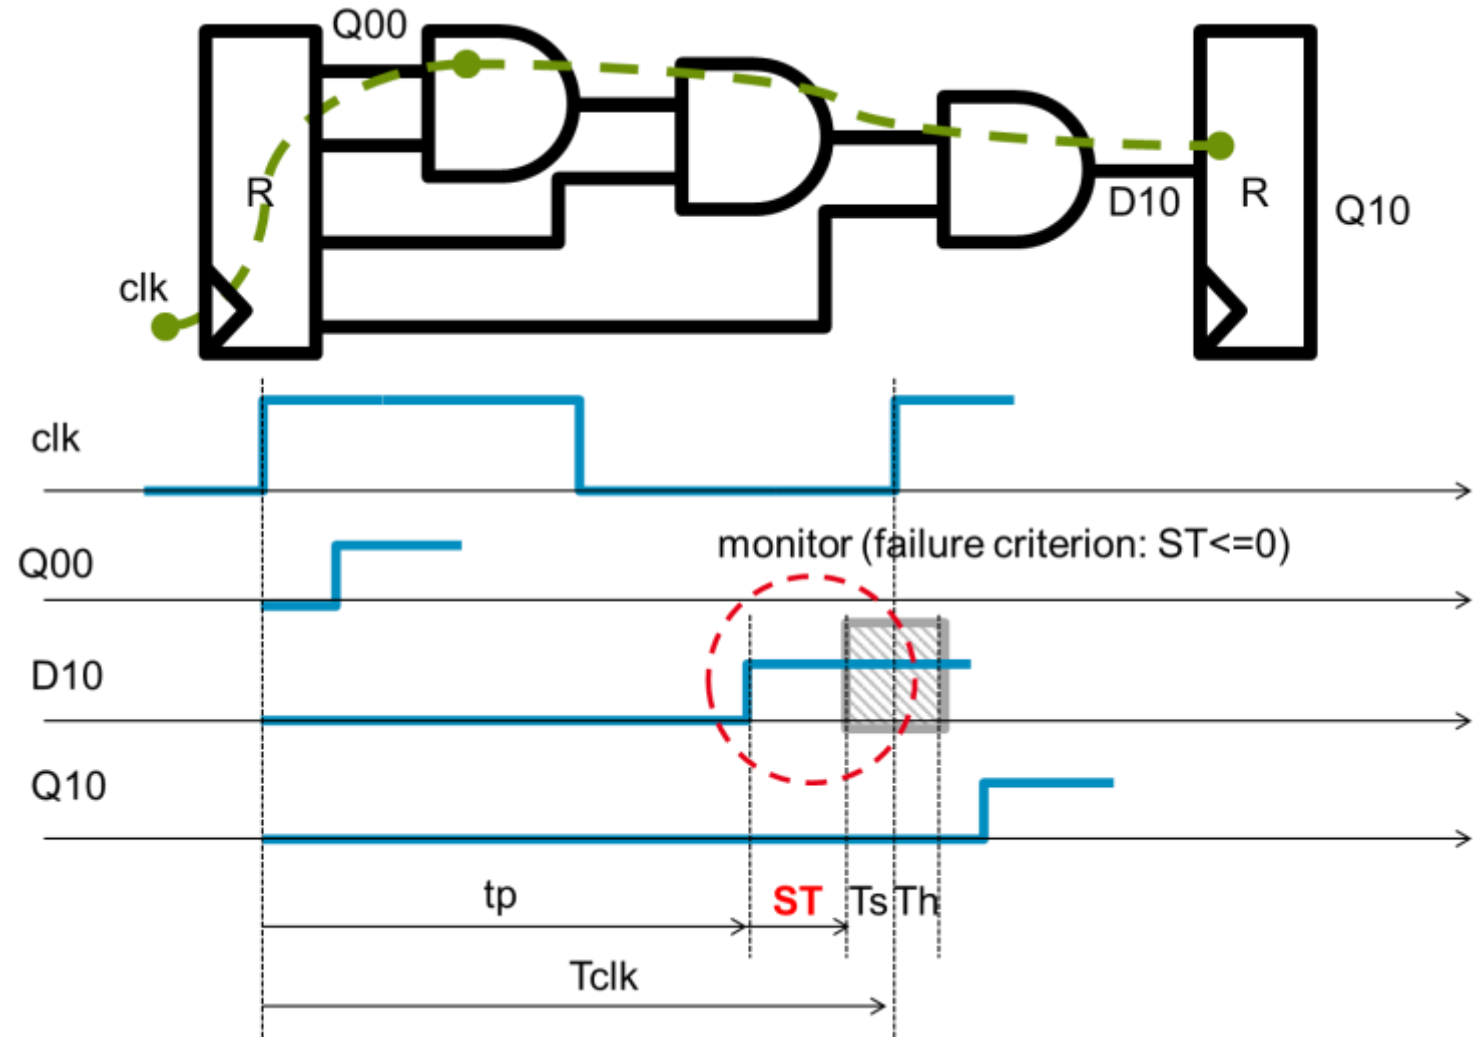 Q00
R
clk
D10
R
Q10
clk
Q00
monitor (failure criterion: ST<=0)
D10
Q10
tp
ST
Ts
Th
Tclk